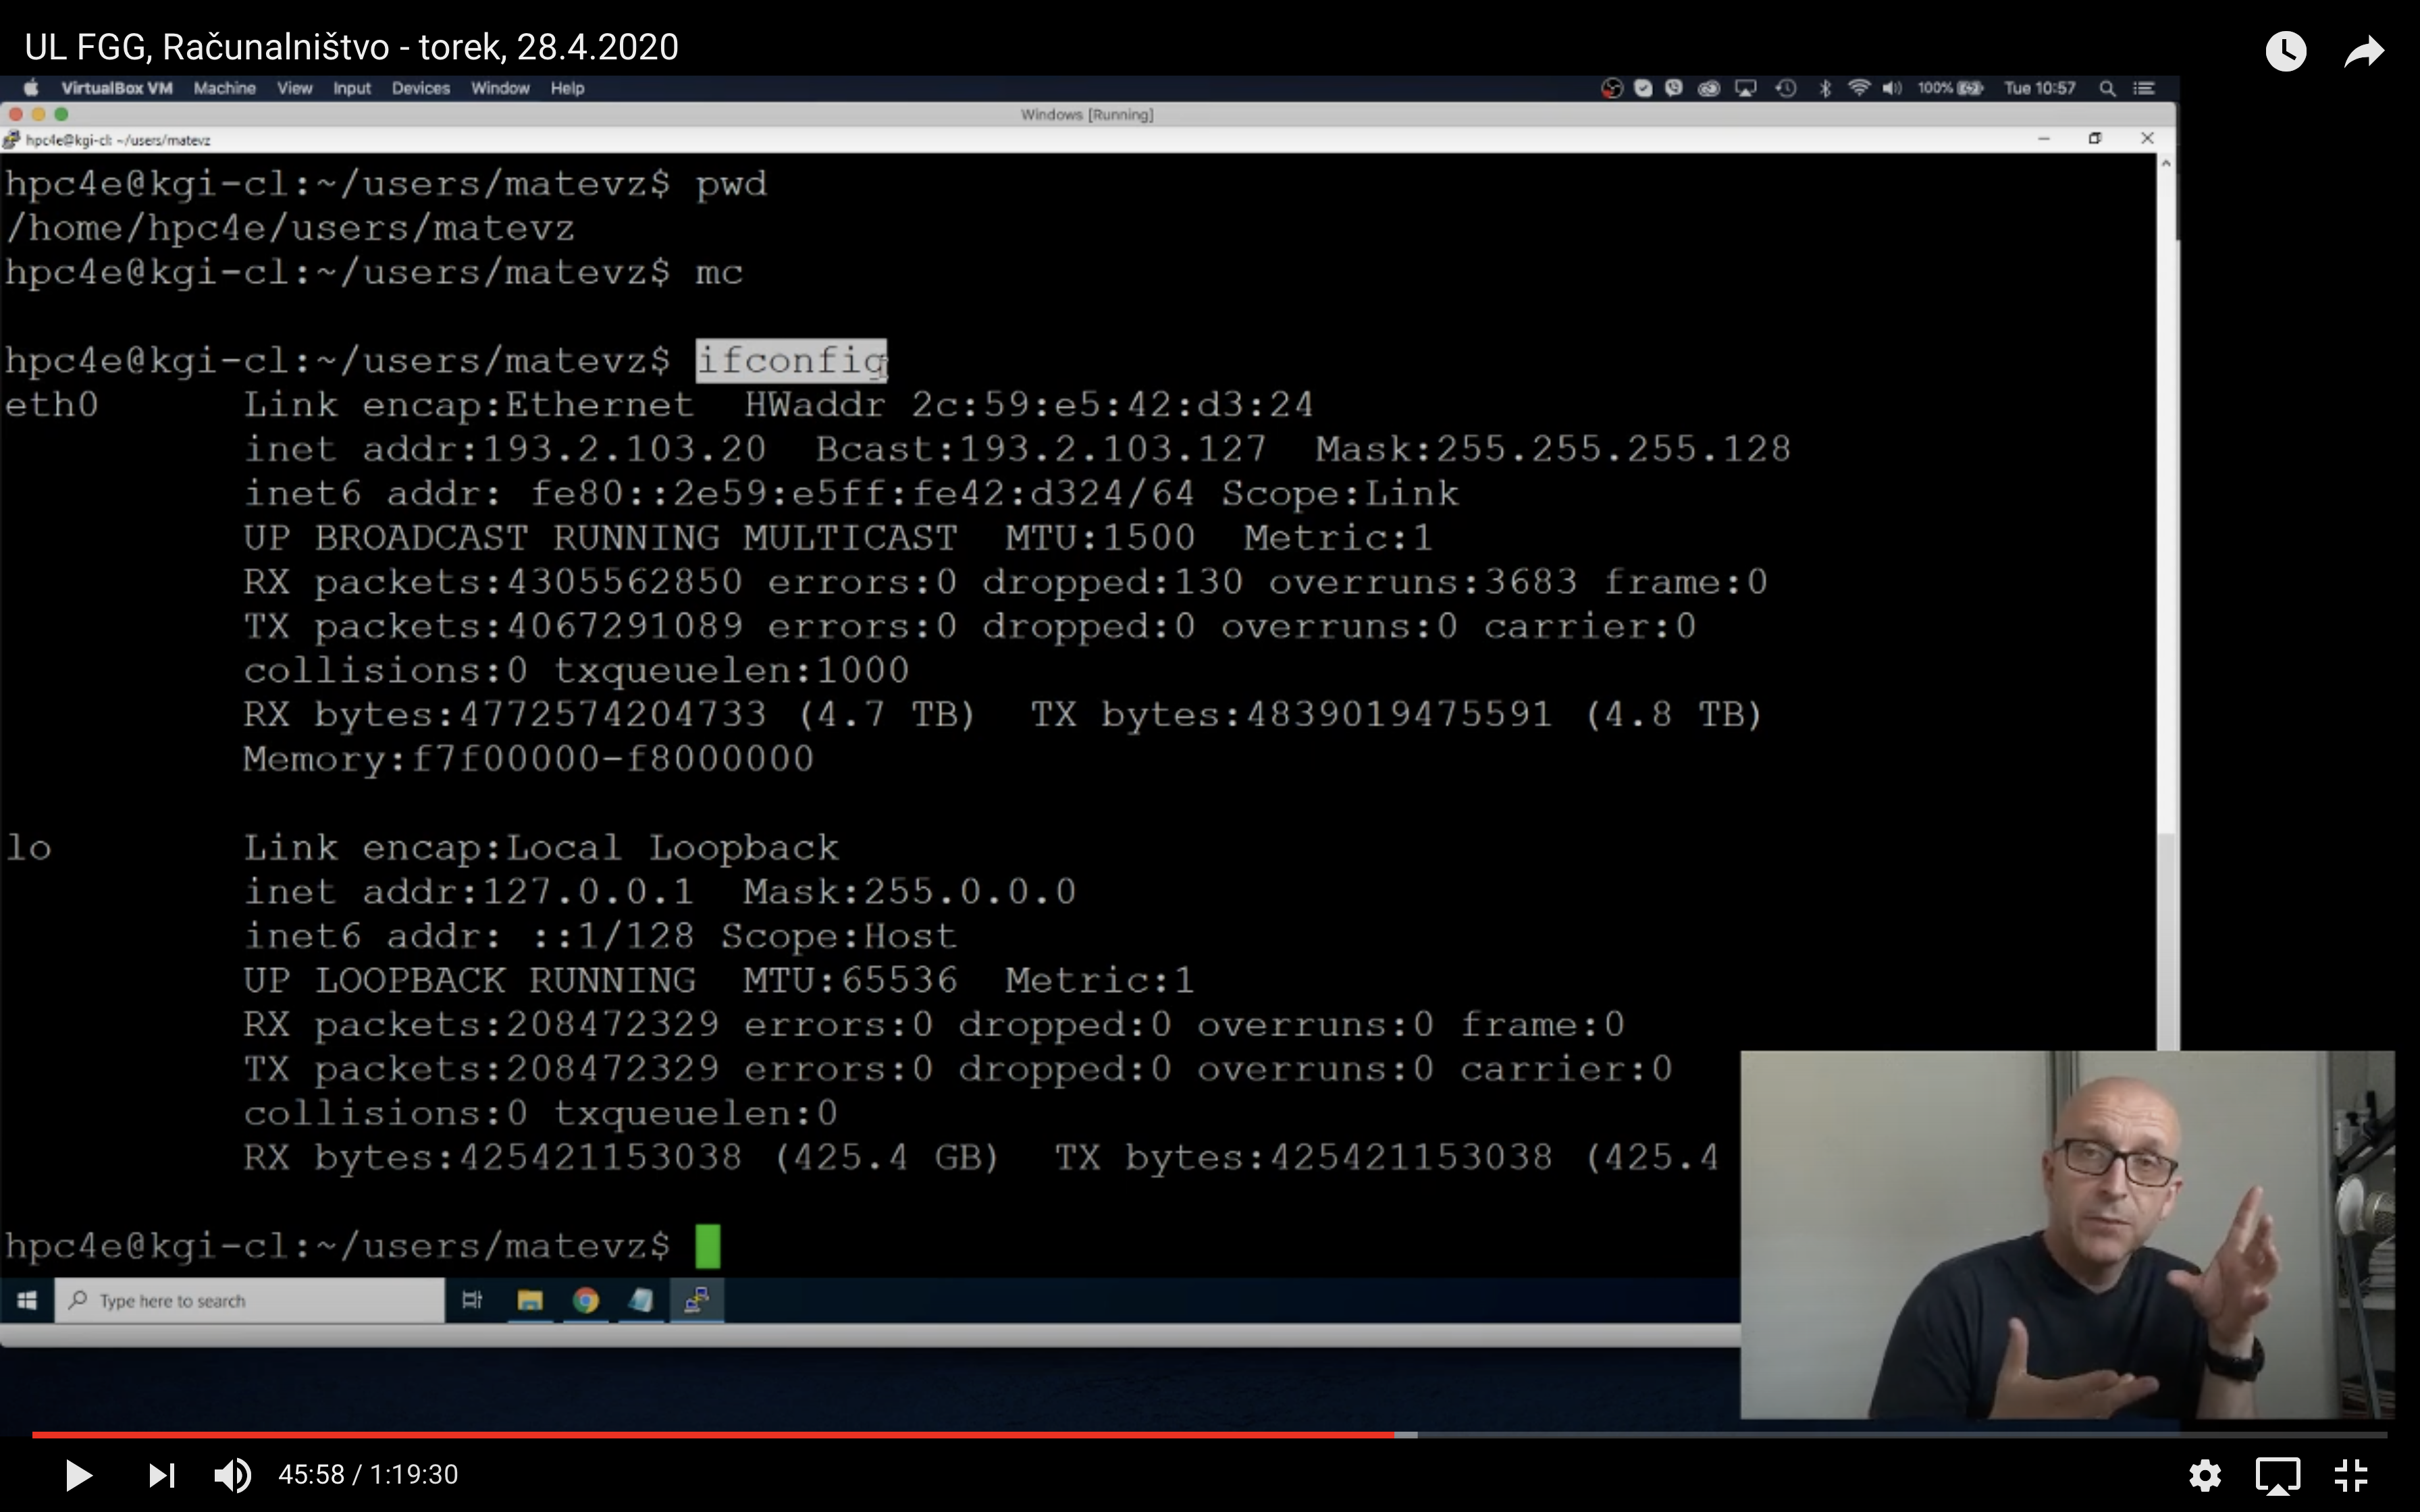 UL FGG, Računalništvo - torek, 28.4.2020
VirtualBox VM Machine View Input Devices Window Help 100% Tue 10:57
Windows [Running]
hpc4e@kgi-cl: ~/users/matevz
hpc4e@kgi-cl:~/users/matevz$ pwd
/home/hpc4e/users/matevz
hpc4e@kgi-cl:~/users/matevz$ mc
hpc4e@kgi-cl:~/users/matevz$ ifconfig
eth0 Link encap:Ethernet HWaddr 2c:59:e5:42:d3:24
inet addr:193.2.103.20 Bcast:193.2.103.127 Mask:255.255.255.128
inet6 addr: fe80::2e59:e5ff:fe42:d324/64 Scope:Link
UP BROADCAST RUNNING MULTICAST MTU:1500 Metric:1
RX packets:4305562850 errors:0 dropped:130 overruns:3683 frame:0
TX packets:4067291089 errors:0 dropped:0 overruns:0 carrier:0
collisions:0 txqueuelen:1000
RX bytes:4772574204733 (4.7 TB) TX bytes:4839019475591 (4.8 TB)
Memory:f7f00000-f8000000
lo Link encap:Local Loopback
inet addr:127.0.0.1 Mask:255.0.0.0
inet6 addr: ::1/128 Scope:Host
UP LOOPBACK RUNNING MTU:65536 Metric:1
RX packets:208472329 errors:0 dropped:0 overruns:0 frame:0
TX packets:208472329 errors:0 dropped:0 overruns:0 carrier:0
collisions:0 txqueuelen:0
RX bytes:425421153038 (425.4 GB) TX bytes:425421153038 (425.4
hpc4e@kgi-cl:~/users/matevz$
Type here to search
45:58 / 1:19:30